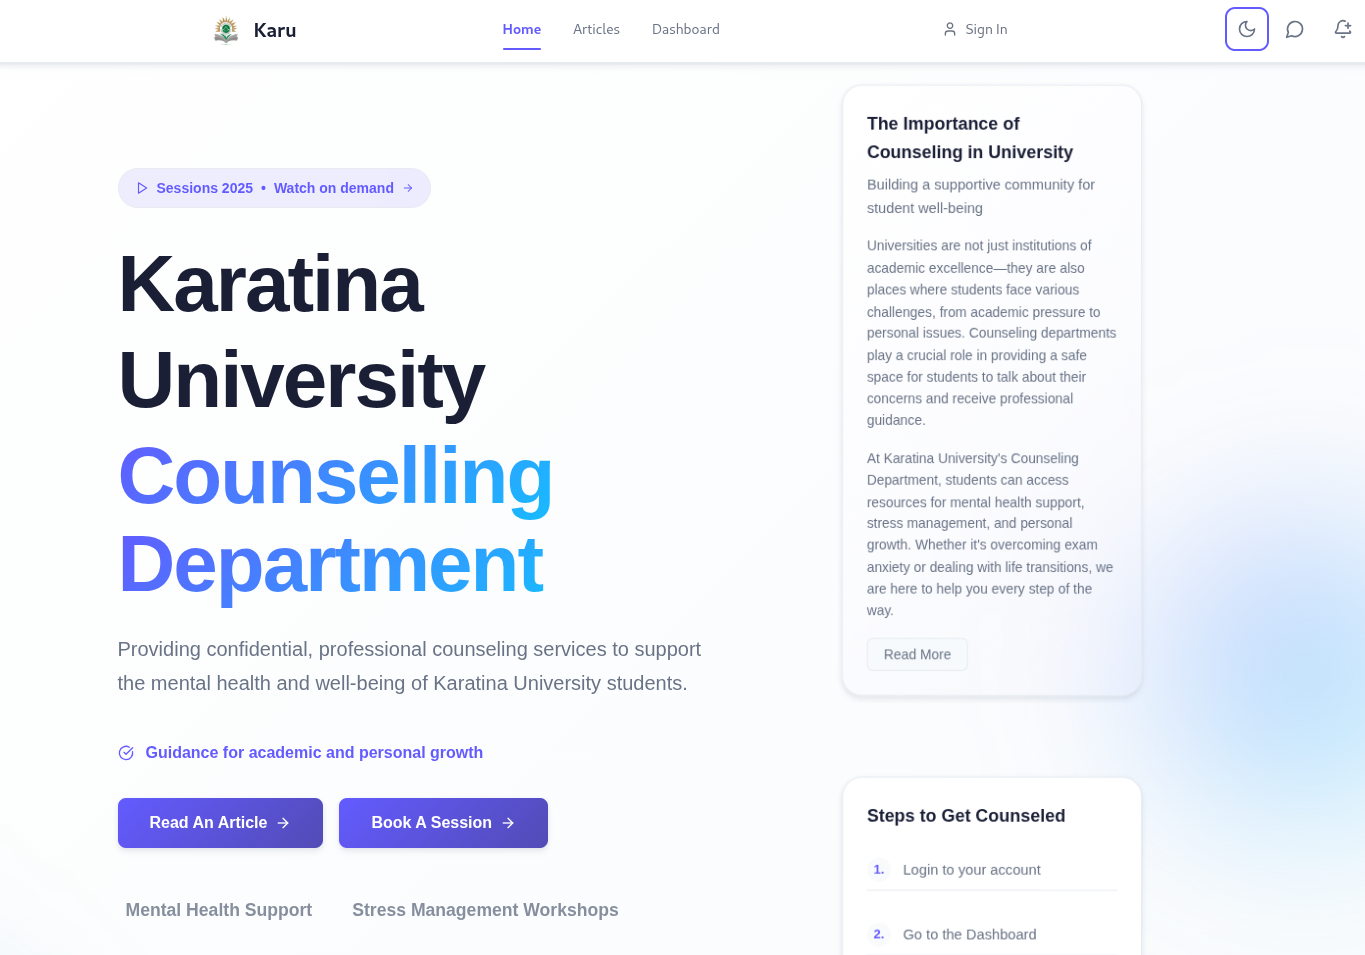 Karu
Home
Articles
Dashboard
Sign In
Sessions 2025 • Watch on demand
Karatina
University
Counselling
Department
Providing confidential, professional counseling services to support
the mental health and well-being of Karatina University students.
Guidance for academic and personal growth
Read An Article
Book A Session
Mental Health Support
Stress Management Workshops
The Importance of
Counseling in University
Building a supportive community for
student well-being
Universities are not just institutions of
academic excellence—they are also
places where students face various
challenges, from academic pressure to
personal issues. Counseling departments
play a crucial role in providing a safe
space for students to talk about their
concerns and receive professional
guidance.
At Karatina University's Counseling
Department, students can access
resources for mental health support,
stress management, and personal
growth. Whether it's overcoming exam
anxiety or dealing with life transitions, we
are here to help you every step of the
way.
Read More
Steps to Get Counseled
1. Login to your account
2. Go to the Dashboard